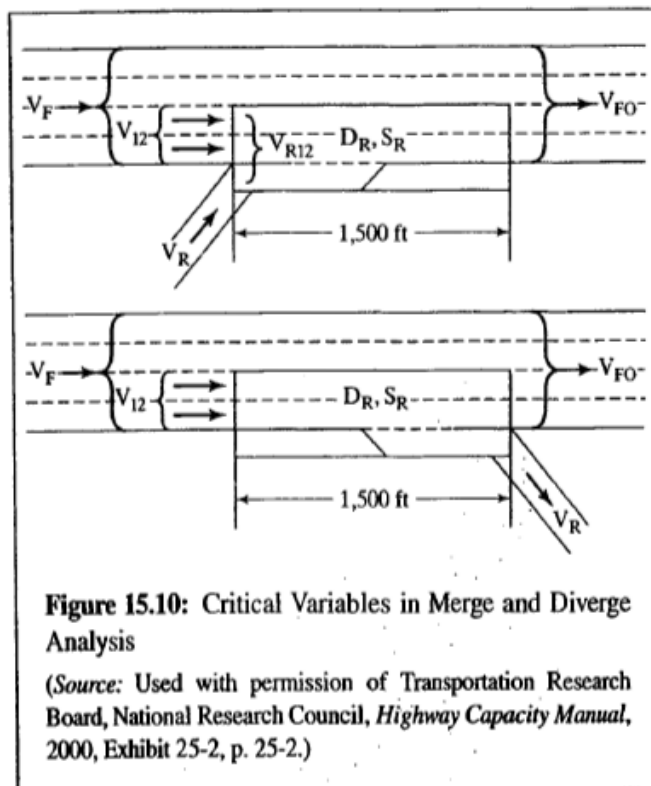 V_F V_12 V_R12 D_R, S_R V_FO
V_R 1,500 ft
V_F V_12 D_R, S_R V_FO
1,500 ft V_R
Figure 15.10: Critical Variables in Merge and Diverge
Analysis
(Source: Used with permission of Transportation Research
Board, National Research Council, Highway Capacity Manual,
2000, Exhibit 25-2, p. 25-2.)